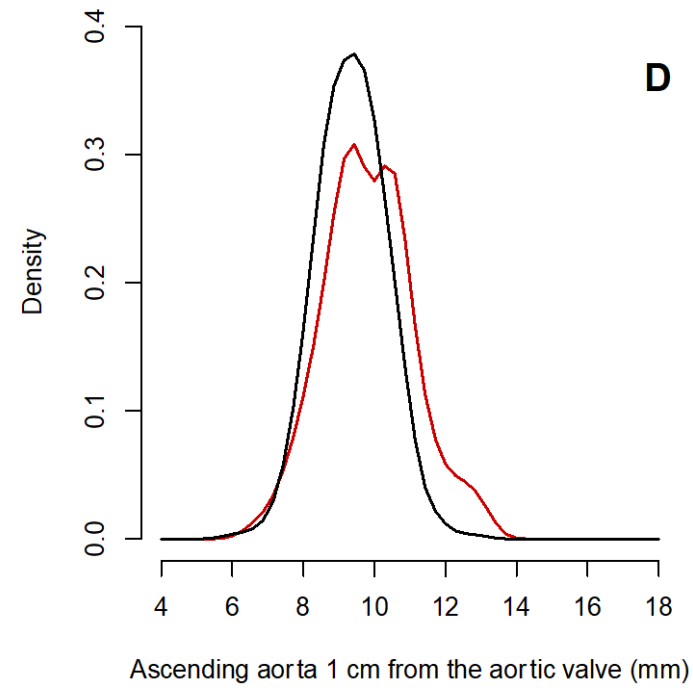 D
Density
0.4
0.3
0.2
0.1
0.0
4 6 8 10 12 14 16 18
Ascending aorta 1 cm from the aortic valve (mm)